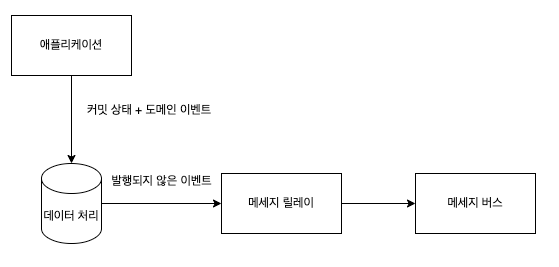 애플리케이션
커밋 상태 + 도메인 이벤트
발행되지 않은 이벤트
데이터 처리
메세지 릴레이
메세지 버스